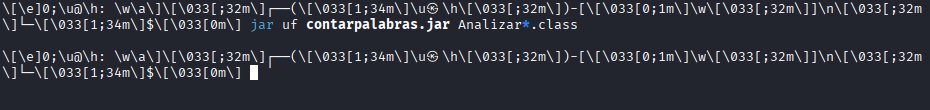 \[\e]0;\u@\h: \w\a\]\[\033[;32m\]┌──(\[\033[1;34m\]\u㉿\h\[\033[;32m\])-[\[\033[0;1m\]\w\[\033[;32m\]]\n\[\033[;32m
\]└─\[\033[1;34m\]$\[\033[0m\] jar uf contarpalabras.jar Analizar*.class
\[\e]0;\u@\h: \w\a\]\[\033[;32m\]┌──(\[\033[1;34m\]\u㉿\h\[\033[;32m\])-[\[\033[0;1m\]\w\[\033[;32m\]]\n\[\033[;32m
\]└─\[\033[1;34m\]$\[\033[0m\]